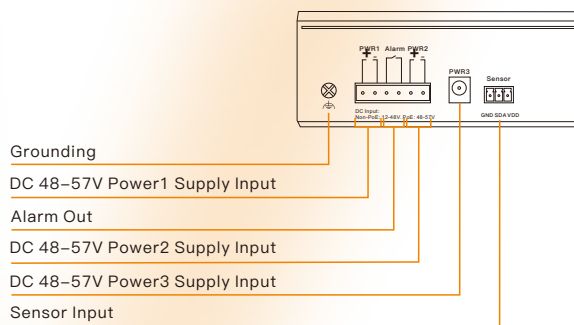 PWR1 Alarm PWR2
+ - + -
PWR3
Sensor
DC Input:
Non-PoE: 12-48V, PoE: 48-57V
GND SDA VDD
Grounding
DC 48–57V Power1 Supply Input
Alarm Out
DC 48–57V Power2 Supply Input
DC 48–57V Power3 Supply Input
Sensor Input